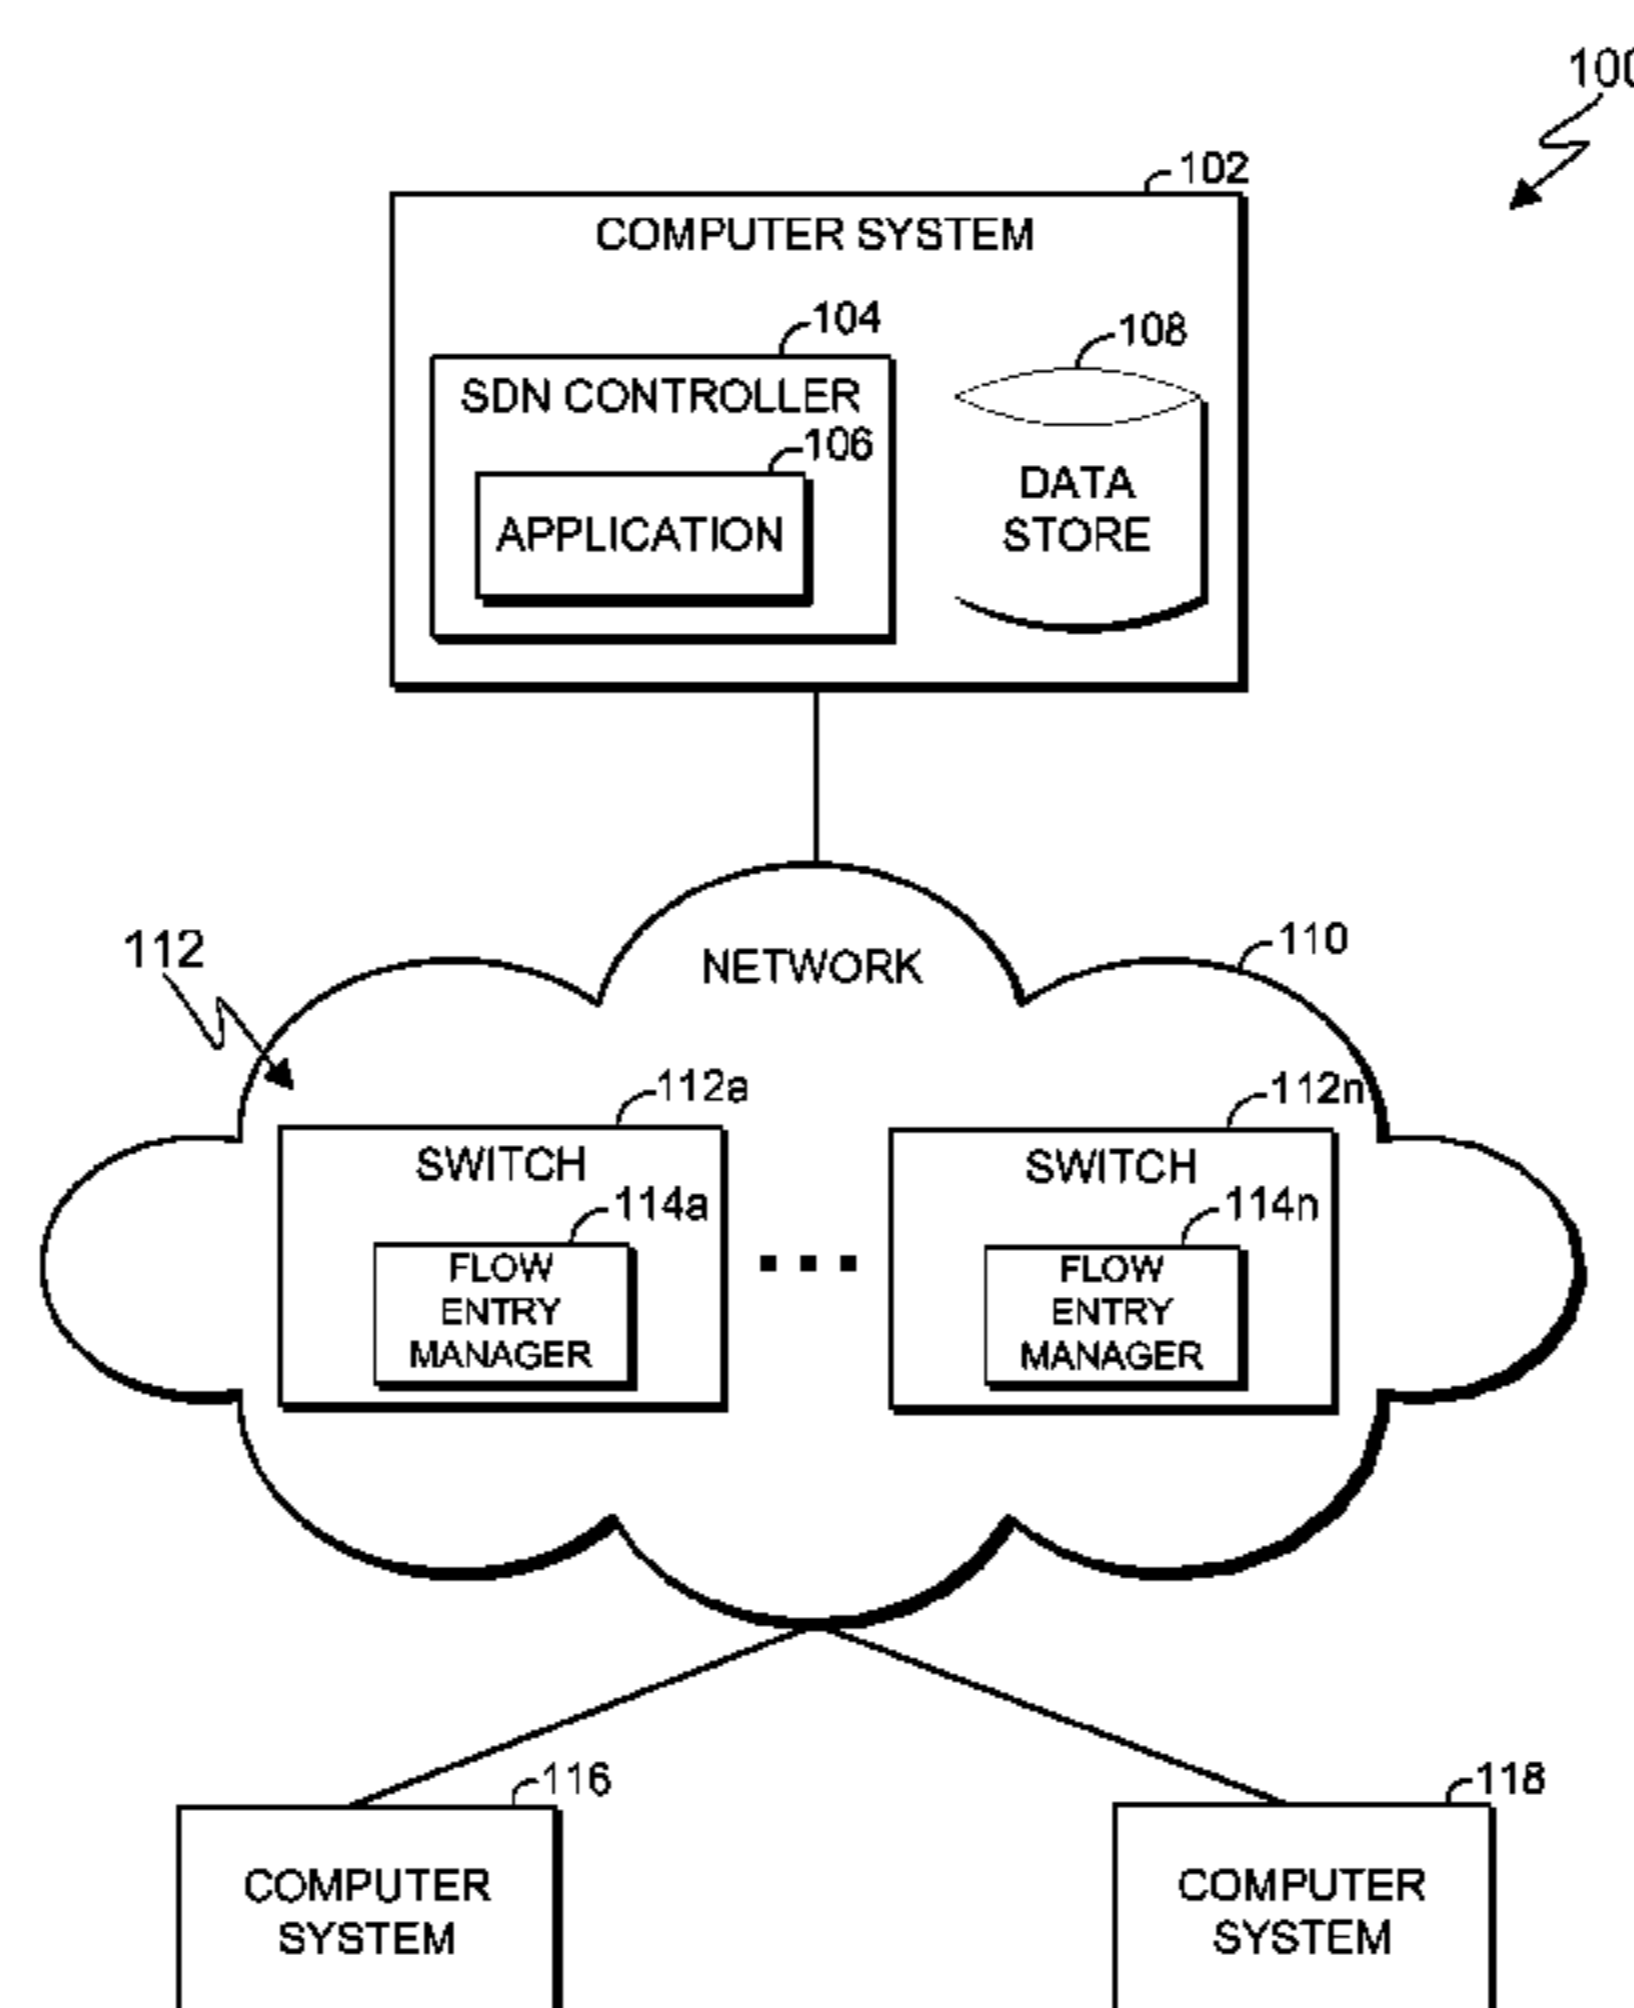 100
102
COMPUTER SYSTEM
104
108
SDN CONTROLLER
106
APPLICATION
DATA
STORE
110
112
NETWORK
112a
112n
SWITCH
SWITCH
114a
114n
FLOW
ENTRY
MANAGER
FLOW
ENTRY
MANAGER
116
118
COMPUTER
SYSTEM
COMPUTER
SYSTEM